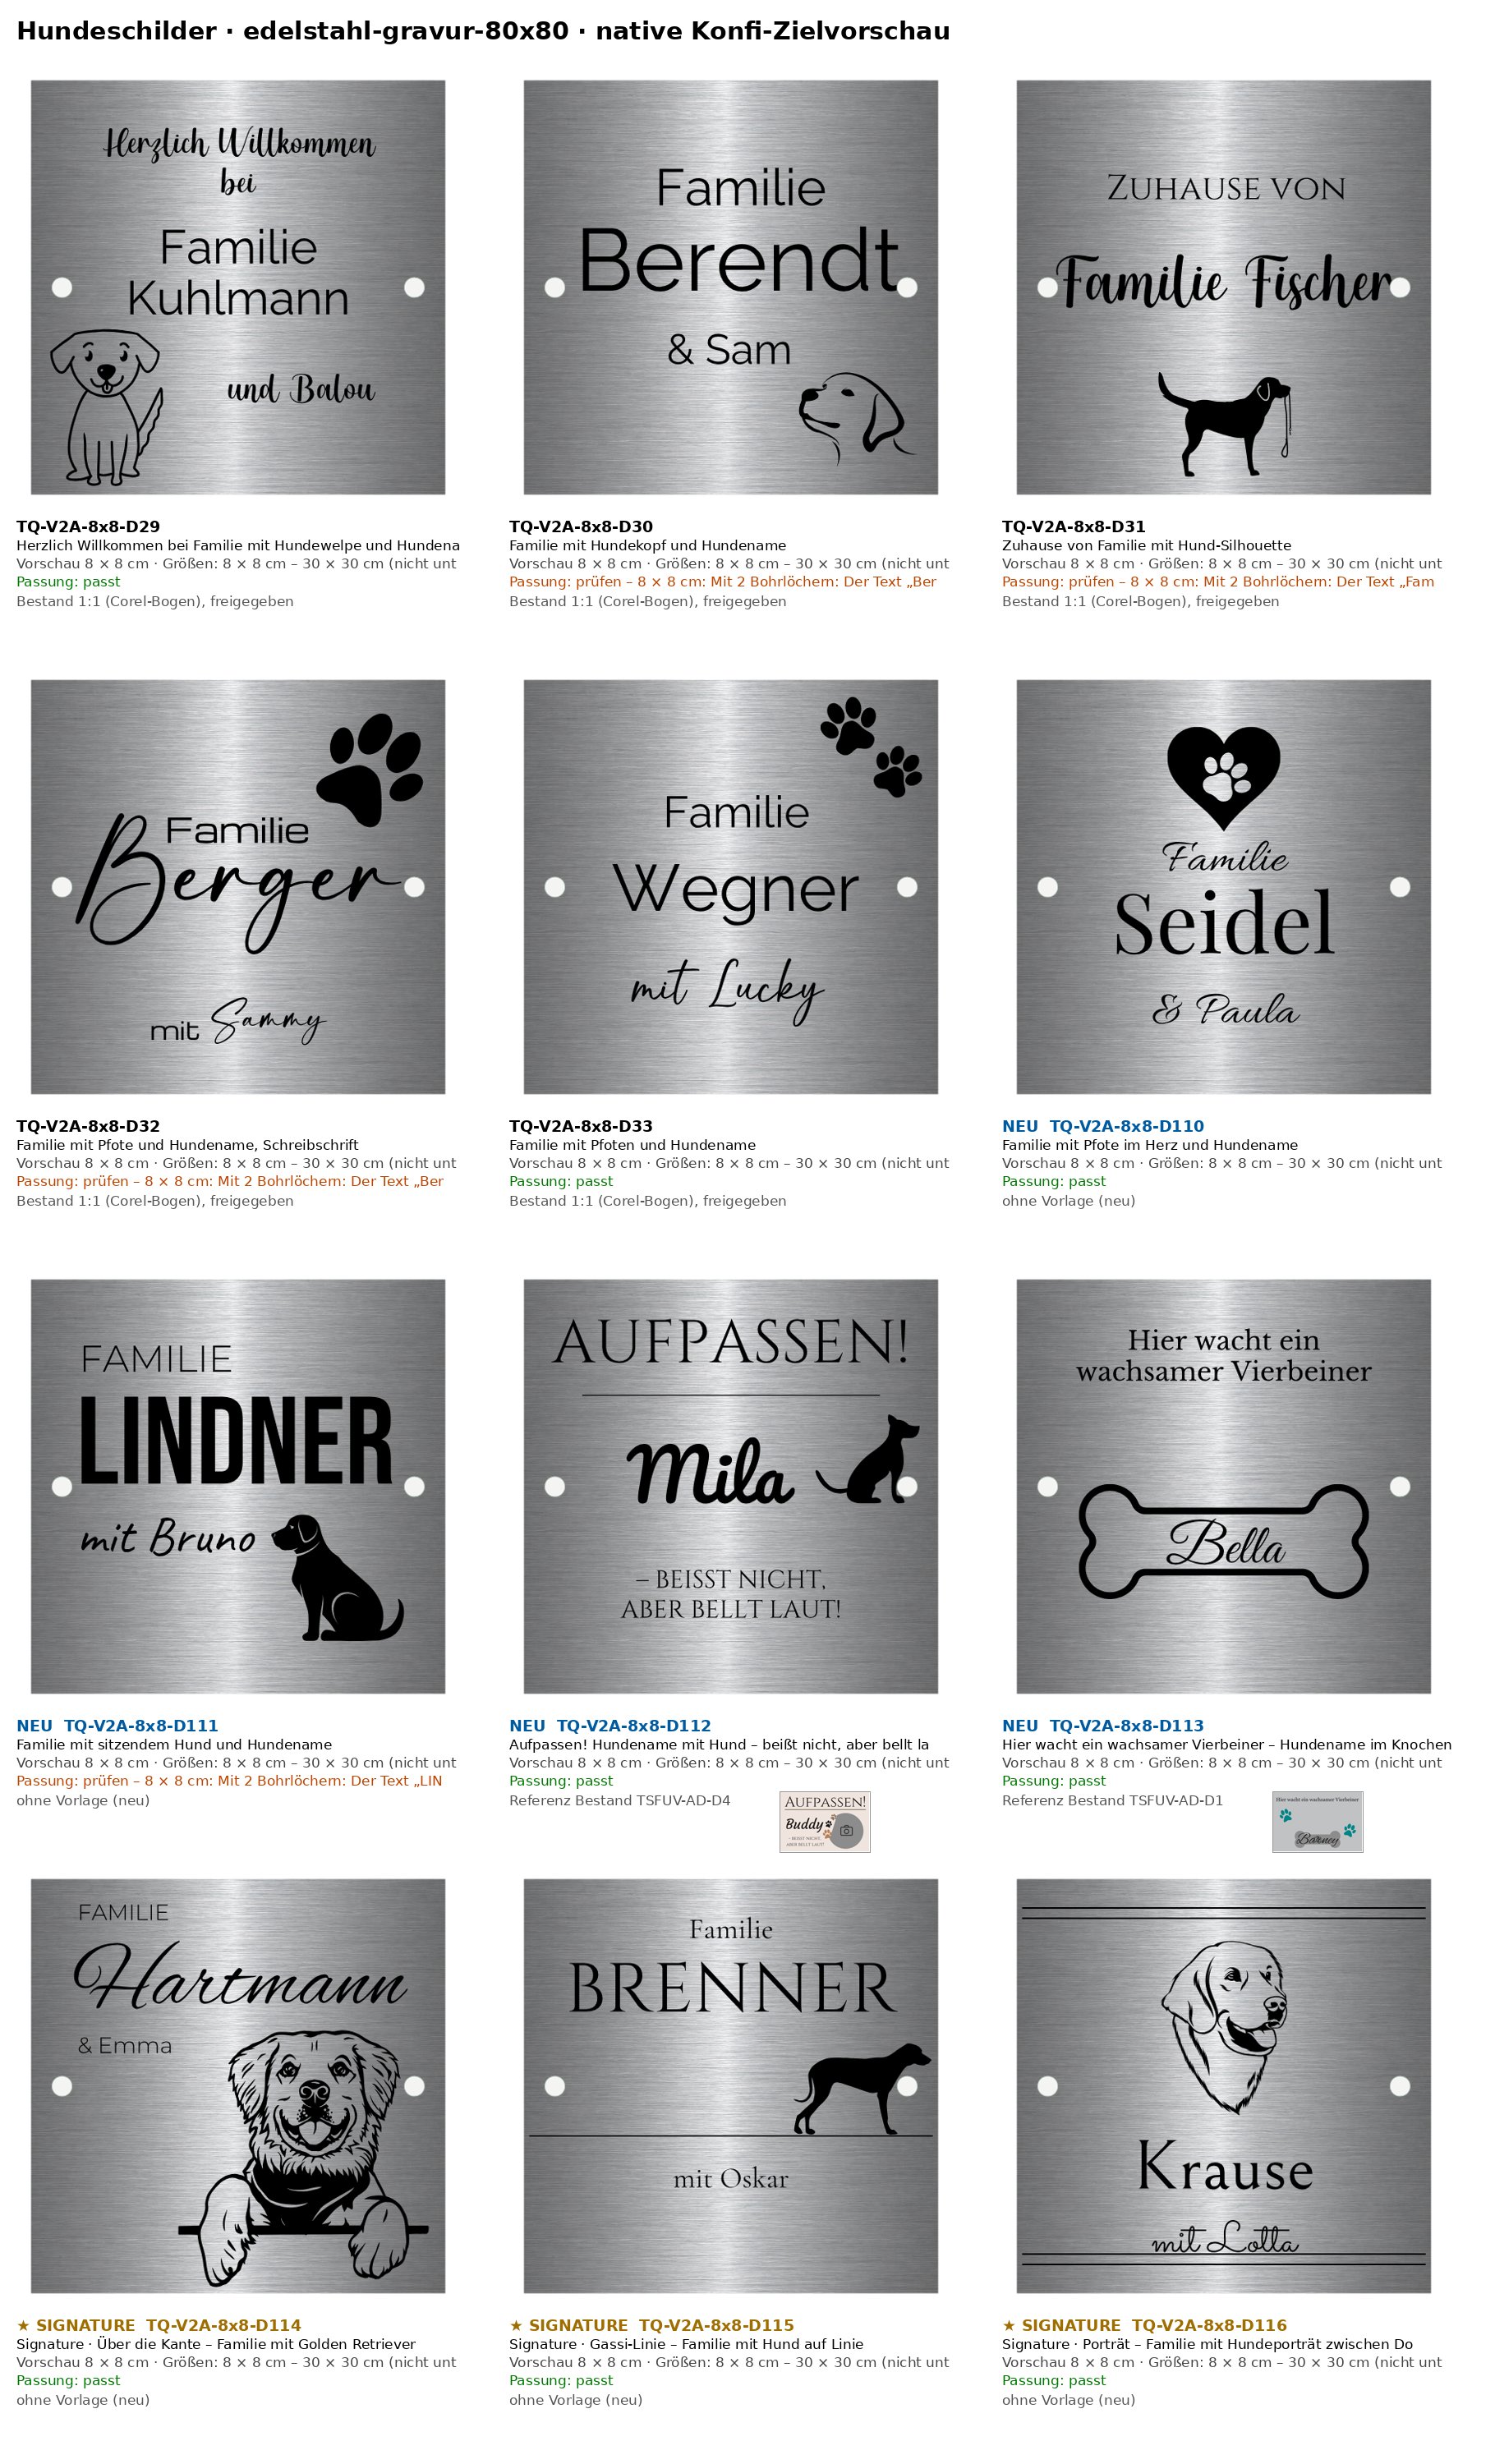 Hundeschilder · edelstahl-gravur-80x80 · native Konfi-Zielvorschau
Herzlich Willkommen
bei
Familie
Kuhlmann
und Balou
TQ-V2A-8x8-D29
Herzlich Willkommen bei Familie mit Hundewelpe und Hundena
Vorschau 8 × 8 cm · Größen: 8 × 8 cm – 30 × 30 cm (nicht unt
Passung: passt
Bestand 1:1 (Corel-Bogen), freigegeben
Familie
Berendt
& Sam
TQ-V2A-8x8-D30
Familie mit Hundekopf und Hundename
Vorschau 8 × 8 cm · Größen: 8 × 8 cm – 30 × 30 cm (nicht unt
Passung: prüfen – 8 × 8 cm: Mit 2 Bohrlöchern: Der Text „Ber
Bestand 1:1 (Corel-Bogen), freigegeben
Zuhause von
Familie Fischer
TQ-V2A-8x8-D31
Zuhause von Familie mit Hund-Silhouette
Vorschau 8 × 8 cm · Größen: 8 × 8 cm – 30 × 30 cm (nicht unt
Passung: prüfen – 8 × 8 cm: Mit 2 Bohrlöchern: Der Text „Fam
Bestand 1:1 (Corel-Bogen), freigegeben
Familie
Berger
mit Sammy
TQ-V2A-8x8-D32
Familie mit Pfote und Hundename, Schreibschrift
Vorschau 8 × 8 cm · Größen: 8 × 8 cm – 30 × 30 cm (nicht unt
Passung: prüfen – 8 × 8 cm: Mit 2 Bohrlöchern: Der Text „Ber
Bestand 1:1 (Corel-Bogen), freigegeben
Familie
Wegner
mit Lucky
TQ-V2A-8x8-D33
Familie mit Pfoten und Hundename
Vorschau 8 × 8 cm · Größen: 8 × 8 cm – 30 × 30 cm (nicht unt
Passung: passt
Bestand 1:1 (Corel-Bogen), freigegeben
Familie
Seidel
& Paula
NEU TQ-V2A-8x8-D110
Familie mit Pfote im Herz und Hundename
Vorschau 8 × 8 cm · Größen: 8 × 8 cm – 30 × 30 cm (nicht unt
Passung: passt
ohne Vorlage (neu)
FAMILIE
LINDNER
mit Bruno
NEU TQ-V2A-8x8-D111
Familie mit sitzendem Hund und Hundename
Vorschau 8 × 8 cm · Größen: 8 × 8 cm – 30 × 30 cm (nicht unt
Passung: prüfen – 8 × 8 cm: Mit 2 Bohrlöchern: Der Text „LIN
ohne Vorlage (neu)
AUFPASSEN!
Mila
– BEISST NICHT,
ABER BELLT LAUT!
NEU TQ-V2A-8x8-D112
Aufpassen! Hundename mit Hund – beißt nicht, aber bellt la
Vorschau 8 × 8 cm · Größen: 8 × 8 cm – 30 × 30 cm (nicht unt
Passung: passt
Referenz Bestand TSFUV-AD-D4
AUFPASSEN!
Buddy
- BEISST NICHT,
ABER BELLT LAUT!
Hier wacht ein
wachsamer Vierbeiner
Bella
NEU TQ-V2A-8x8-D113
Hier wacht ein wachsamer Vierbeiner – Hundename im Knochen
Vorschau 8 × 8 cm · Größen: 8 × 8 cm – 30 × 30 cm (nicht unt
Passung: passt
Referenz Bestand TSFUV-AD-D1
Hier wacht ein wachsamer Vierbeiner
Barney
FAMILIE
Hartmann
& Emma
★ SIGNATURE TQ-V2A-8x8-D114
Signature · Über die Kante – Familie mit Golden Retriever
Vorschau 8 × 8 cm · Größen: 8 × 8 cm – 30 × 30 cm (nicht unt
Passung: passt
ohne Vorlage (neu)
Familie
BRENNER
mit Oskar
★ SIGNATURE TQ-V2A-8x8-D115
Signature · Gassi-Linie – Familie mit Hund auf Linie
Vorschau 8 × 8 cm · Größen: 8 × 8 cm – 30 × 30 cm (nicht unt
Passung: passt
ohne Vorlage (neu)
Krause
mit Lotta
★ SIGNATURE TQ-V2A-8x8-D116
Signature · Porträt – Familie mit Hundeporträt zwischen Do
Vorschau 8 × 8 cm · Größen: 8 × 8 cm – 30 × 30 cm (nicht unt
Passung: passt
ohne Vorlage (neu)